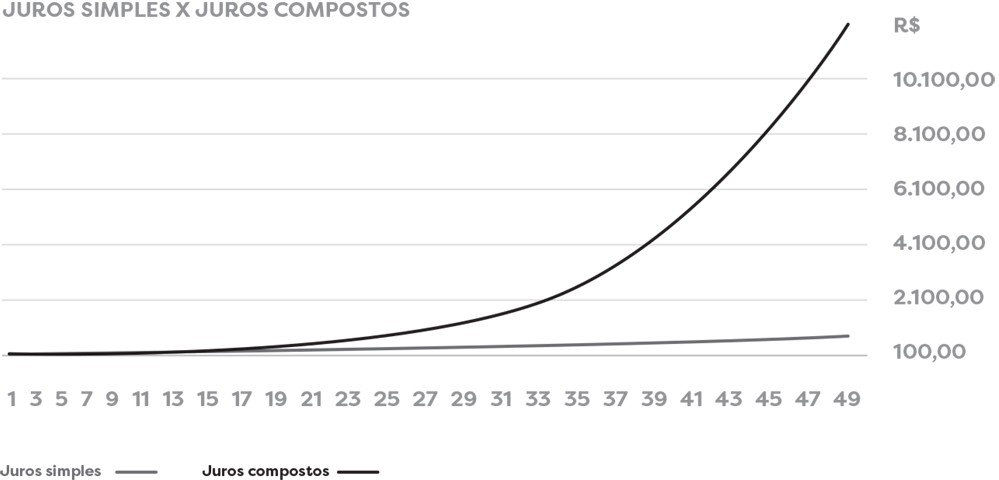 JUROS SIMPLES X JUROS COMPOSTOS
R$
10.100,00
8.100,00
6.100,00
4.100,00
2.100,00
100,00
1 3 5 7 9 11 13 15 17 19 21 23 25 27 29 31 33 35 37 39 41 43 45 47 49
Juros simples Juros compostos